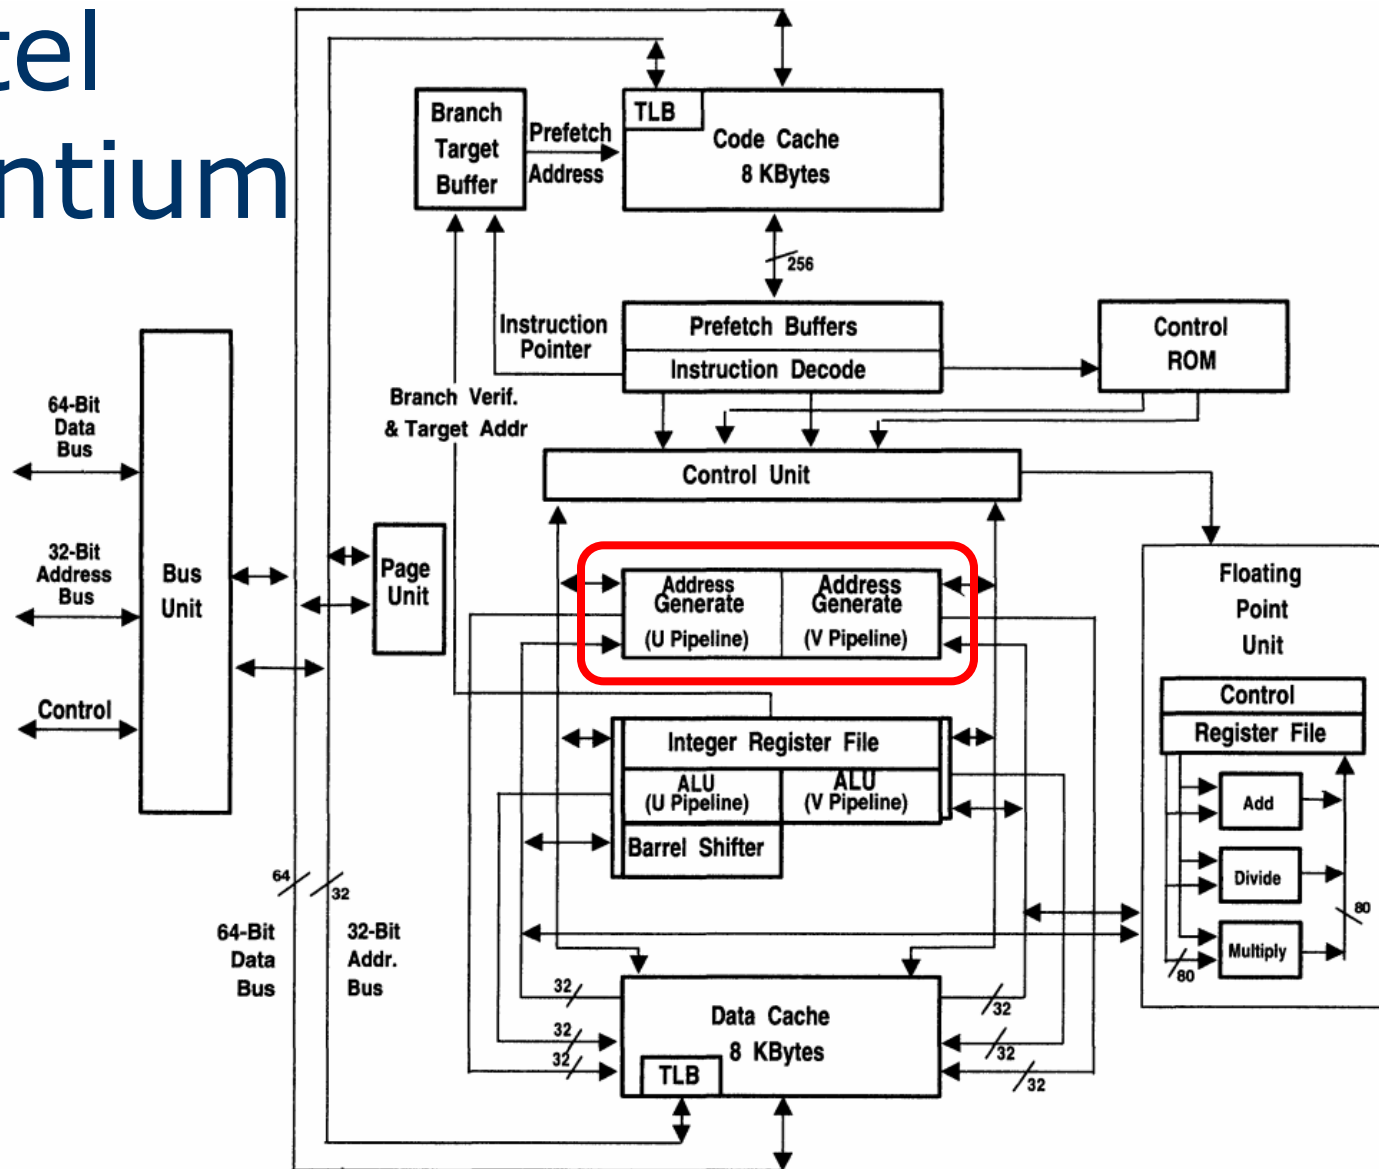 tel
ntium
Branch
Target
Buffer
Prefetch
Address
TLB
Code Cache
8 KBytes
256
Instruction
Pointer
Prefetch Buffers
Instruction Decode
Control
ROM
Branch Verif.
& Target Addr
64-Bit
Data
Bus
Control Unit
32-Bit
Address
Bus
Bus
Unit
Page
Unit
Address
Generate
(U Pipeline)
Address
Generate
(V Pipeline)
Floating
Point
Unit
Control
Control
Register File
Integer Register File
ALU
(U Pipeline)
ALU
(V Pipeline)
Barrel Shifter
Add
Divide
Multiply
80
80
64
32
64-Bit
Data
Bus
32-Bit
Addr.
Bus
32
32
32
Data Cache
8 KBytes
TLB
32
32
32